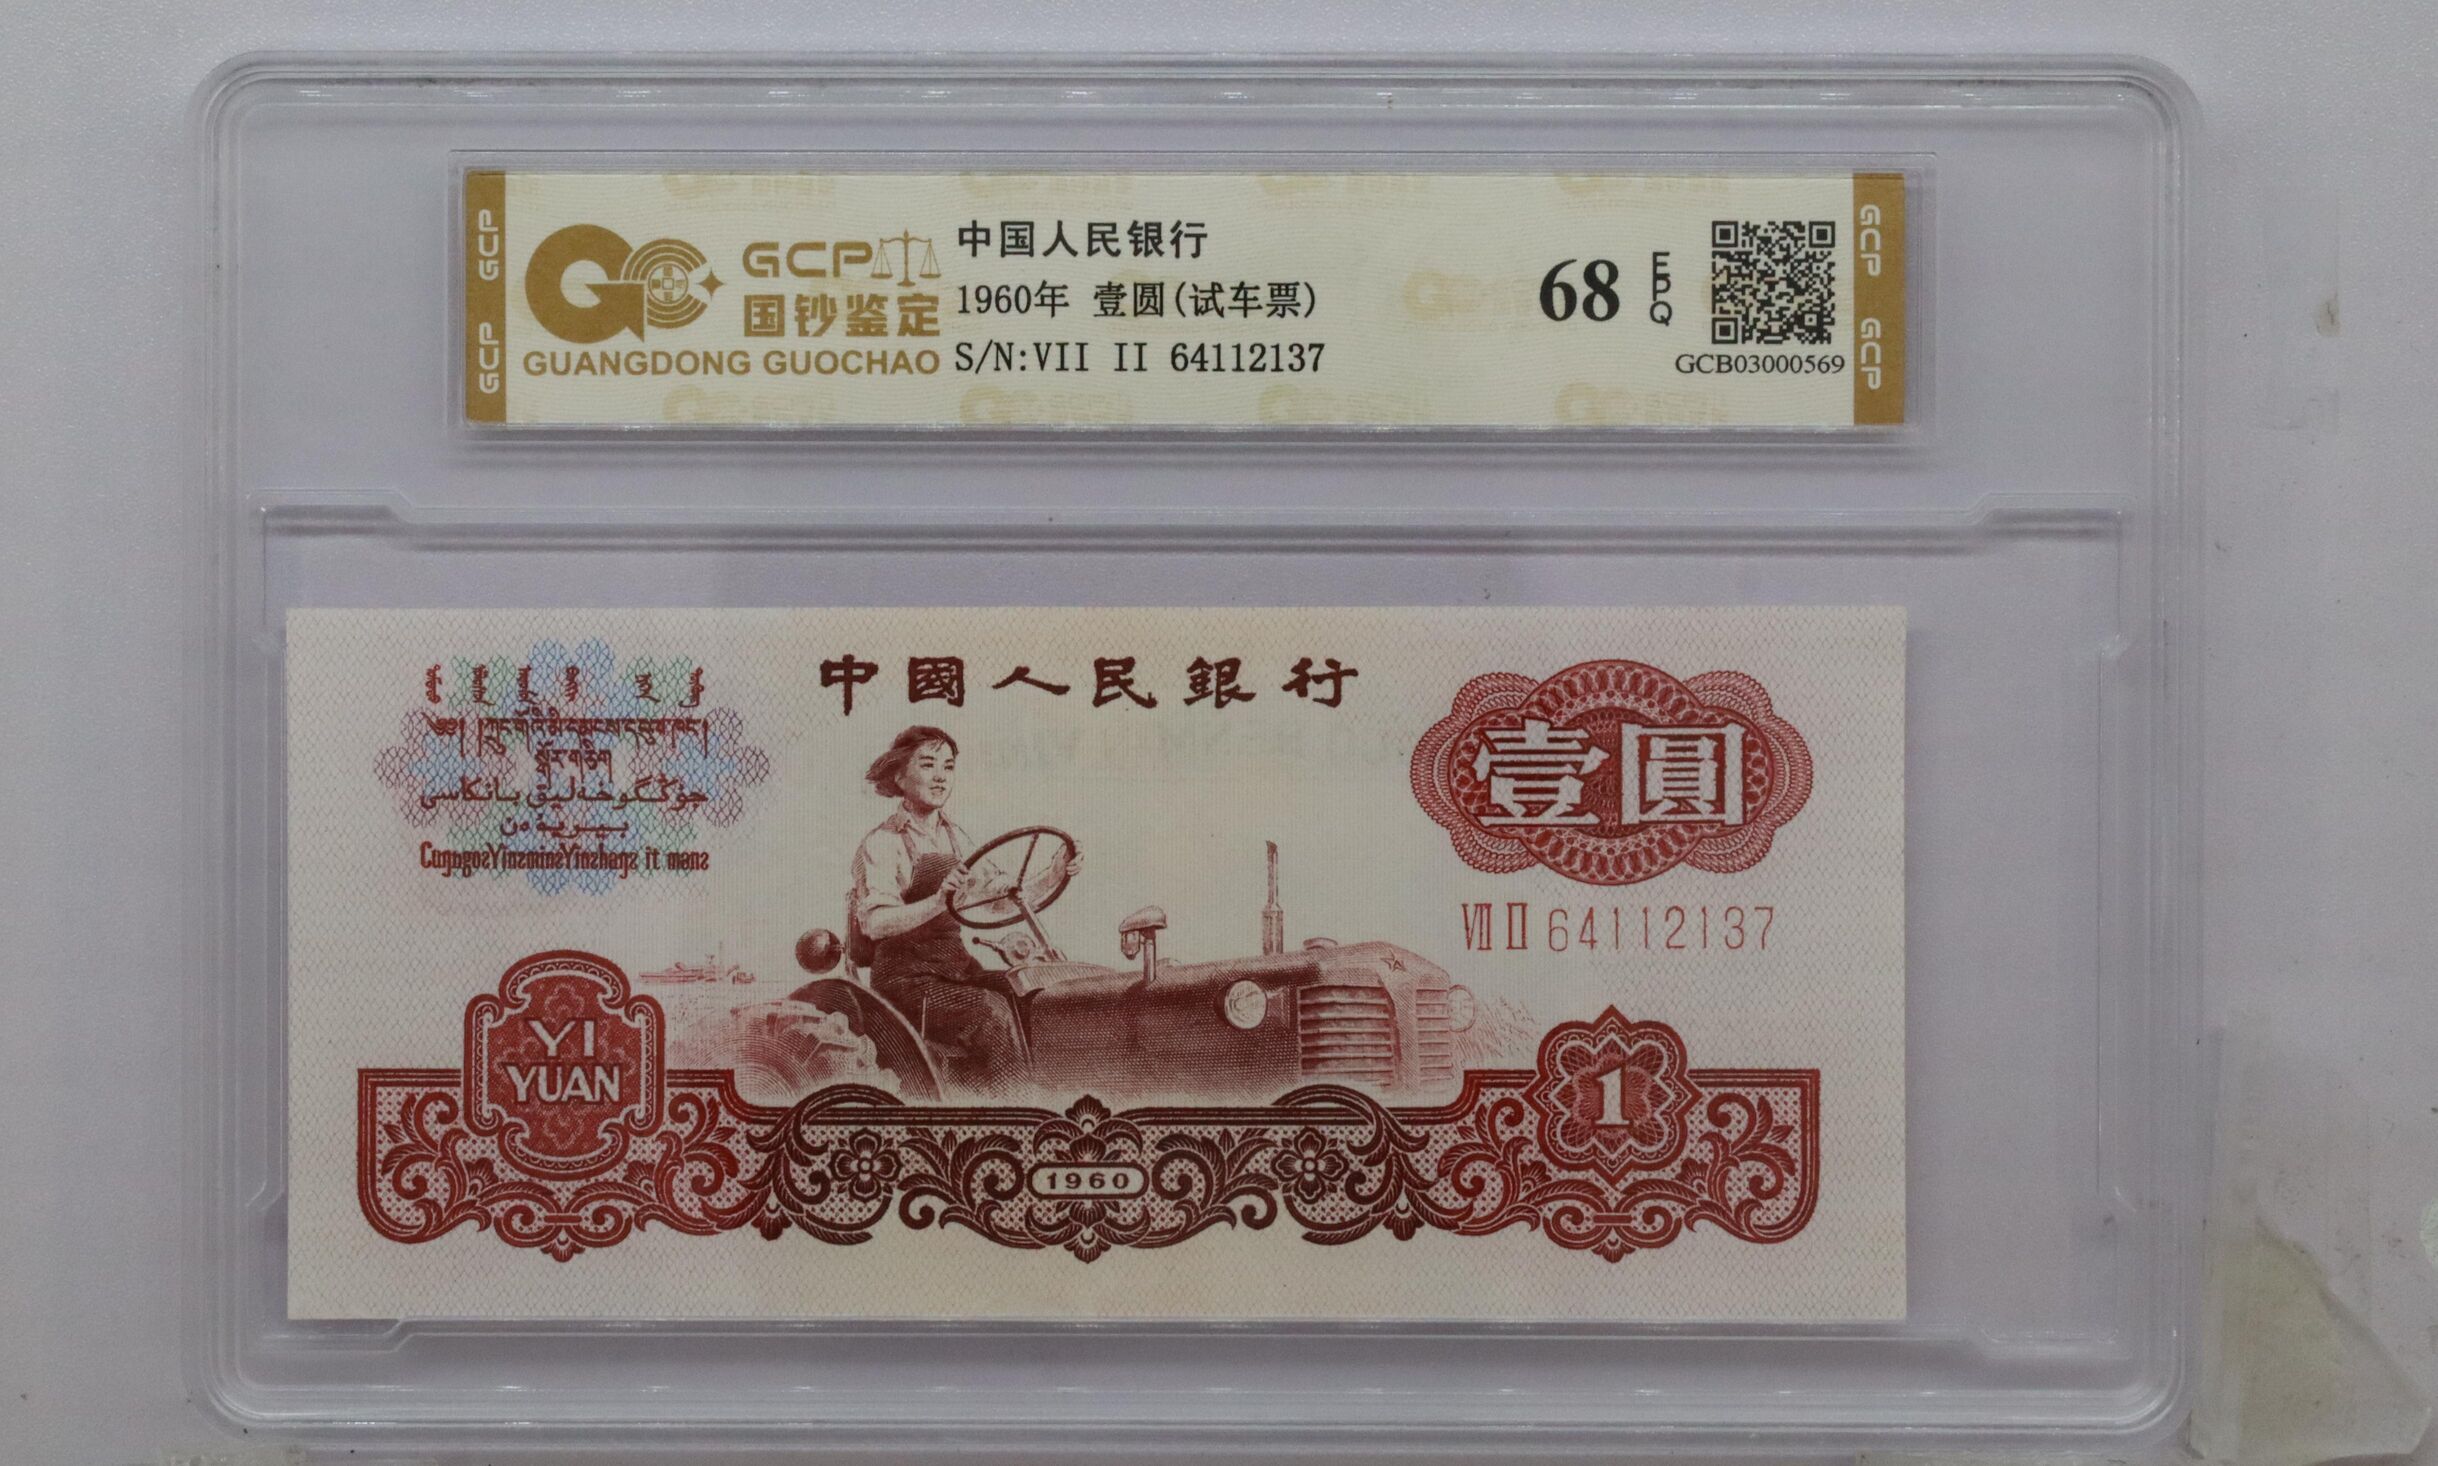 GCP GCP
GCP
国钞鉴定
GUANGDONG GUOCHAO
中国人民银行
1960年 壹圆(试车票)
S/N:VII II 64112137
68 EPQ
GCB03000569
GCP GCP
中國人民銀行
壹圓
VII II 64112137
YI
YUAN
1960
1